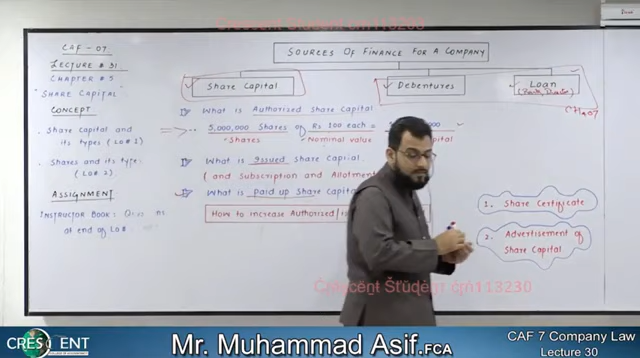 Crescent Student cm113230
CAF - 07
LECTURE # 31
CHAPTER # 5
"SHARE CAPITAL"
CONCEPT
Share Capital and
its types (LO# 1)
Shares and its type
(LO# 2)
ASSIGNMENT
INSTRUCTOR BOOK:
at end of LO#
SOURCES OF FINANCE FOR A COMPANY
Share Capital
Debentures
Loan
What is Authorized Share Capital
5,000,000 Shares of Rs 100 each =
Shares Nominal value
What is Issued Share Capital
(and Subscription and Allotment
What is paid up Share Capital
How to increase Authorised
1. Share Certificate
2. Advertisement of
Share Capital
Crescent Student cm113230
CRESCENT
Mr. Muhammad Asif.FCA
CAF 7 Company Law
Lecture 30